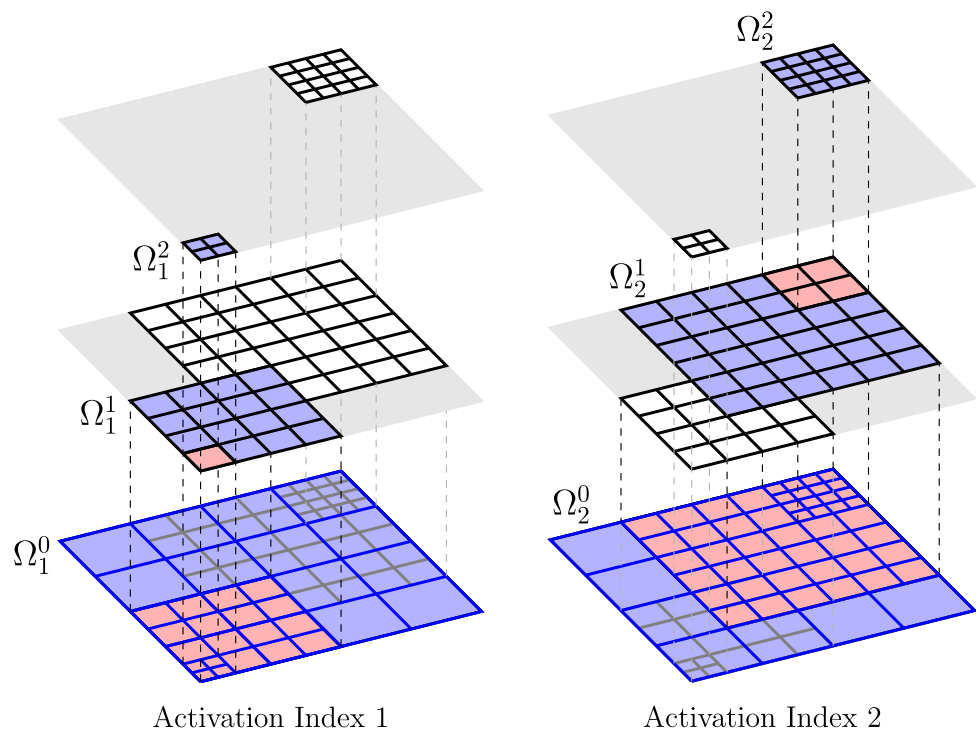 Ω₂²
Ω₁²
Ω₂¹
Ω₁¹
Ω₂⁰
Ω₁⁰
Activation Index 1
Activation Index 2